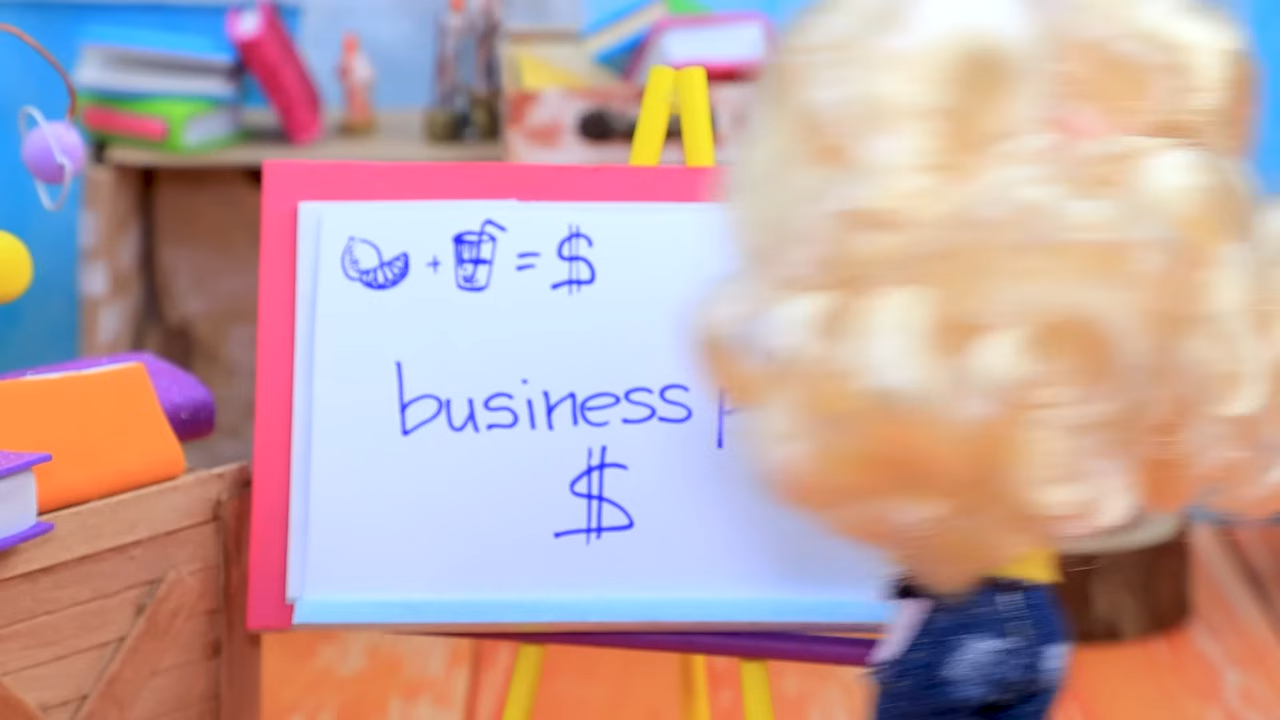 + = $
business
$